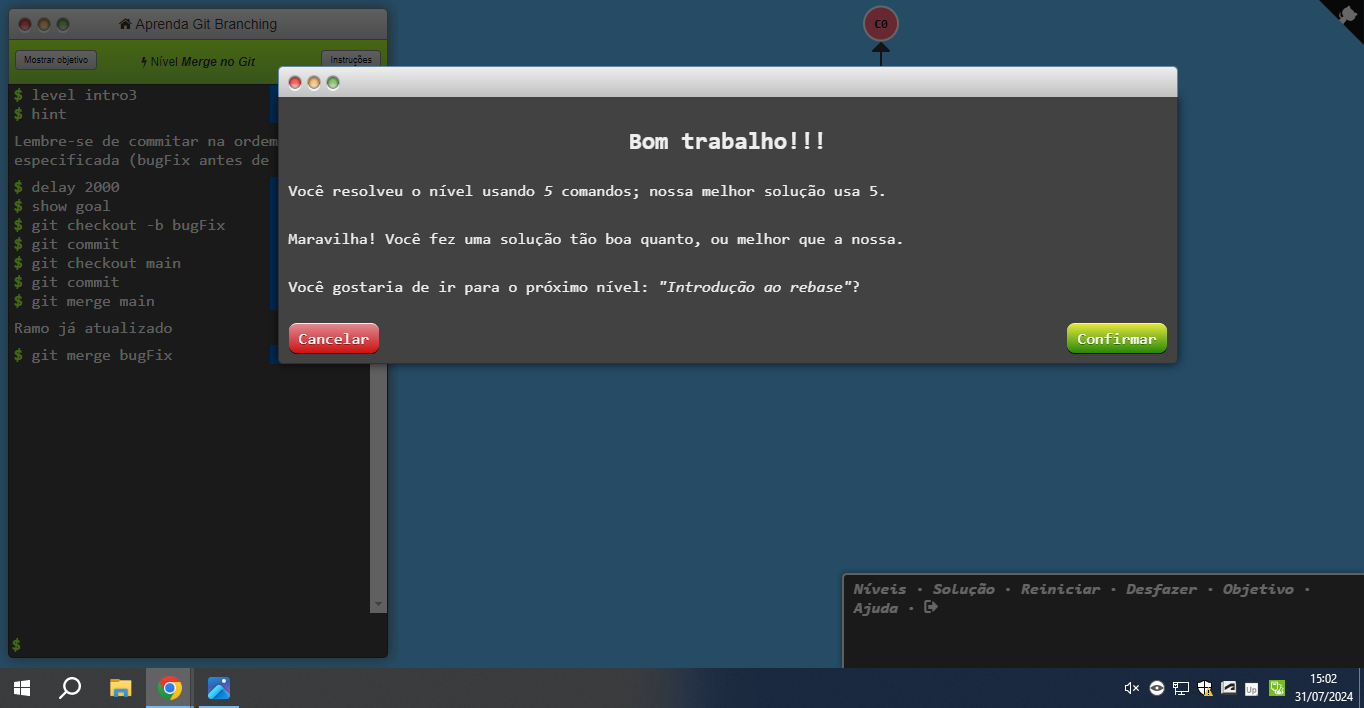 Aprenda Git Branching
C0
Mostrar objetivo
Nível Merge no Git
Instruções
$ level intro3
$ hint
Lembre-se de commitar na ordem
especificada (bugFix antes de
$ delay 2000
$ show goal
$ git checkout -b bugFix
$ git commit
$ git checkout main
$ git commit
$ git merge main
Ramo já atualizado
$ git merge bugFix
$
Bom trabalho!!!
Você resolveu o nível usando 5 comandos; nossa melhor solução usa 5.
Maravilha! Você fez uma solução tão boa quanto, ou melhor que a nossa.
Você gostaria de ir para o próximo nível: "Introdução ao rebase"?
Cancelar
Confirmar
Níveis · Solução · Reiniciar · Desfazer · Objetivo ·
Ajuda ·
Up
15:02
31/07/2024